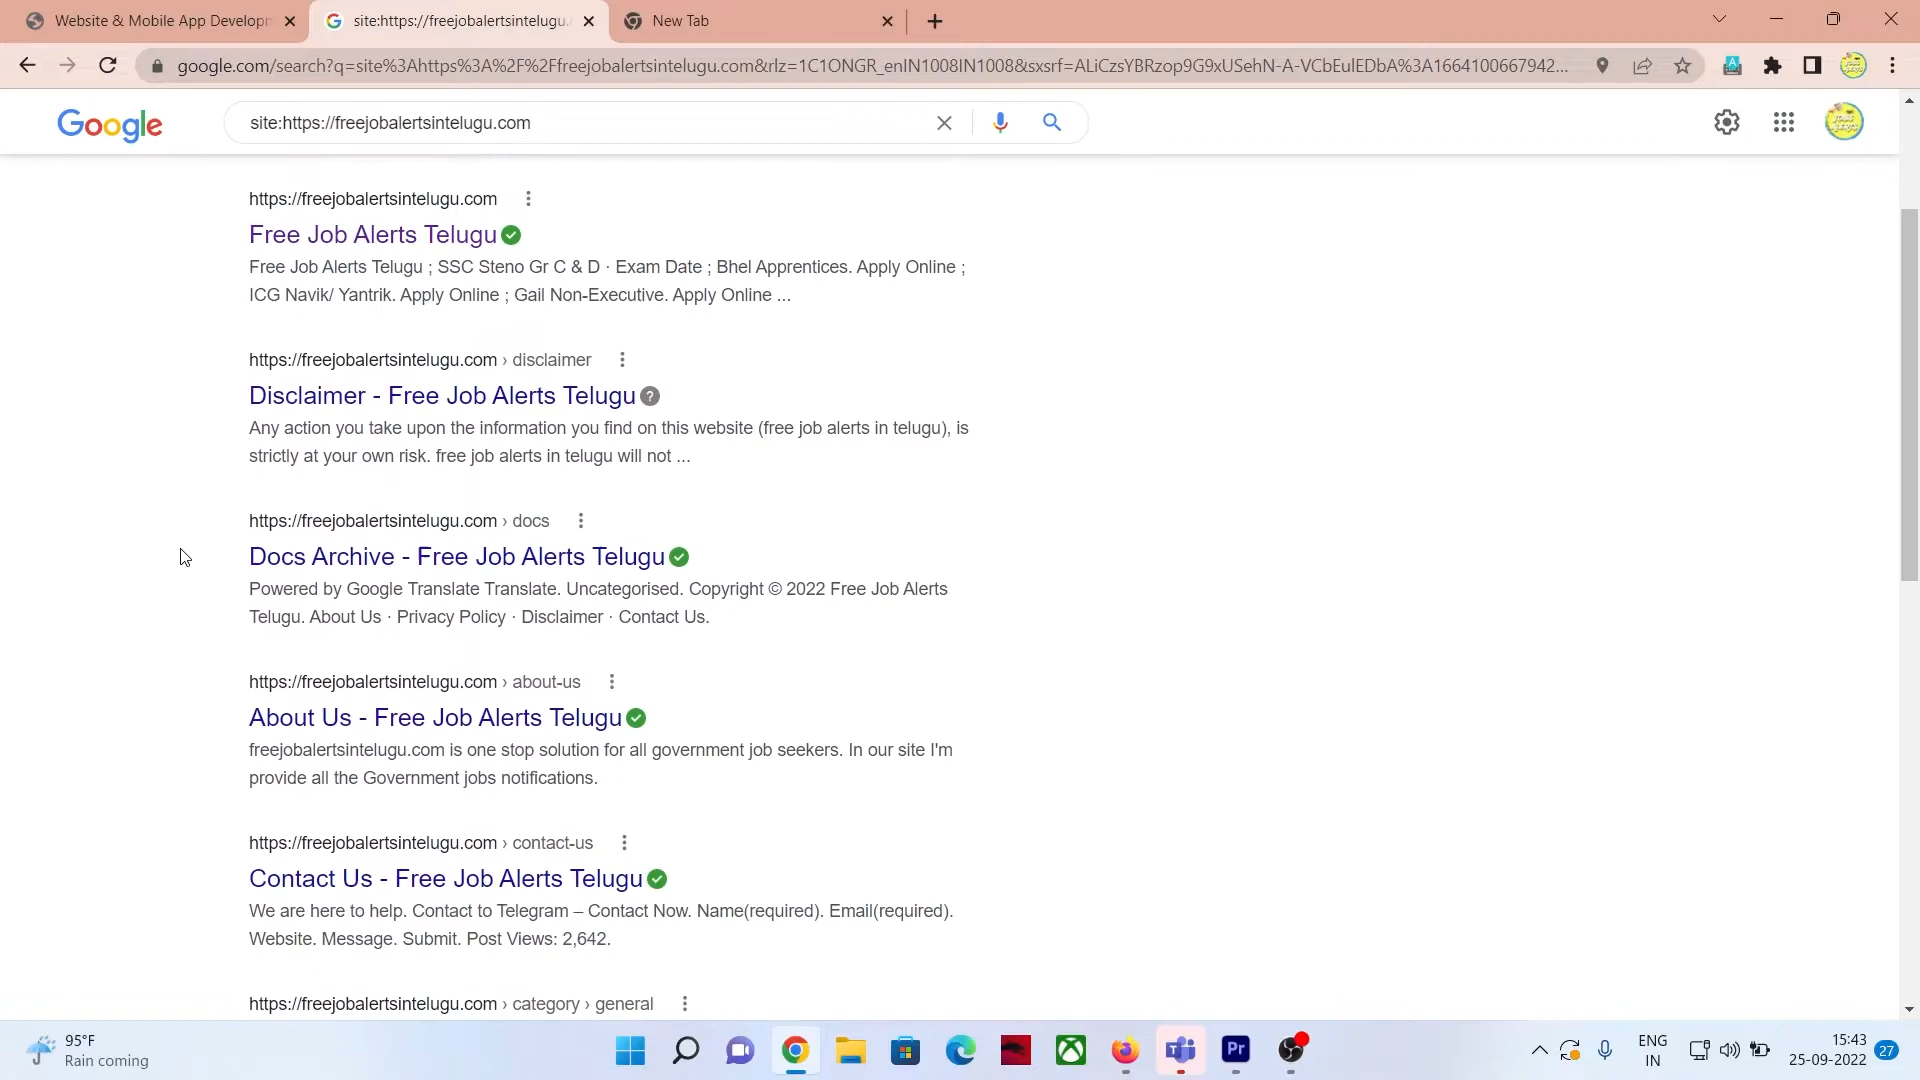 Website & Mobile App Developm
site:https://freejobalertsintelugu.
New Tab
google.com/search?q=site%3Ahttps%3A%2F%2Ffreejobalertsintelugu.com&rlz=1C1ONGR_enIN1008IN1008&sxsrf=ALiCzsYBRzop9G9xUSehN-A-VCbEulEDbA%3A1664100667942...
Google
site:https://freejobalertsintelugu.com
https://freejobalertsintelugu.com
Free Job Alerts Telugu
Free Job Alerts Telugu ; SSC Steno Gr C & D · Exam Date ; Bhel Apprentices. Apply Online ;
ICG Navik/ Yantrik. Apply Online ; Gail Non-Executive. Apply Online ...
https://freejobalertsintelugu.com › disclaimer
Disclaimer - Free Job Alerts Telugu
Any action you take upon the information you find on this website (free job alerts in telugu), is
strictly at your own risk. free job alerts in telugu will not ...
https://freejobalertsintelugu.com › docs
Docs Archive - Free Job Alerts Telugu
Powered by Google Translate Translate. Uncategorised. Copyright © 2022 Free Job Alerts
Telugu. About Us · Privacy Policy · Disclaimer · Contact Us.
https://freejobalertsintelugu.com › about-us
About Us - Free Job Alerts Telugu
freejobalertsintelugu.com is one stop solution for all government job seekers. In our site I'm
provide all the Government jobs notifications.
https://freejobalertsintelugu.com › contact-us
Contact Us - Free Job Alerts Telugu
We are here to help. Contact to Telegram – Contact Now. Name(required). Email(required).
Website. Message. Submit. Post Views: 2,642.
https://freejobalertsintelugu.com › category › general
95°F
Rain coming
Pr
ENG
IN
15:43
25-09-2022
27